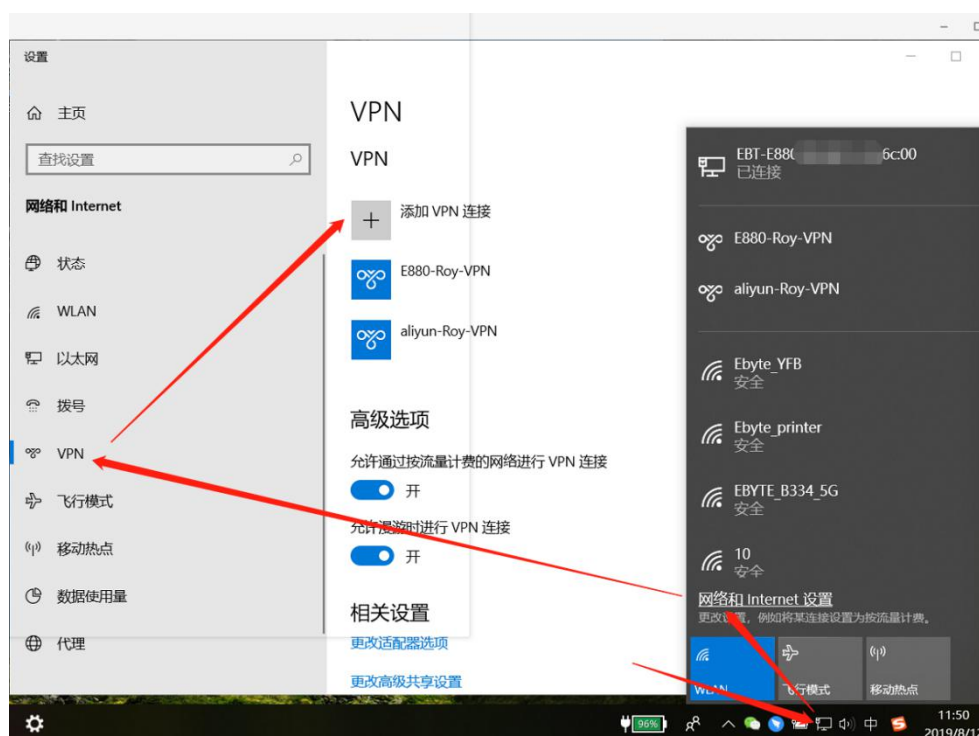 设置
主页
查找设置
网络和 Internet
状态
WLAN
以太网
拨号
VPN
飞行模式
移动热点
数据使用量
代理
VPN
VPN
添加 VPN 连接
E880-Roy-VPN
aliyun-Roy-VPN
高级选项
允许通过按流量计费的网络进行 VPN 连接
开
允许漫游时进行 VPN 连接
开
相关设置
更改适配器选项
更改高级共享设置
EBT-E880 6c:00
已连接
E880-Roy-VPN
aliyun-Roy-VPN
Ebyte_YFB
安全
Ebyte_printer
安全
EBYTE_B334_5G
安全
10
安全
网络和 Internet 设置
更改设置，例如将某连接设置为按流量计费。
WLAN
飞行模式
移动热点
96%
中
11:50
2019/8/1